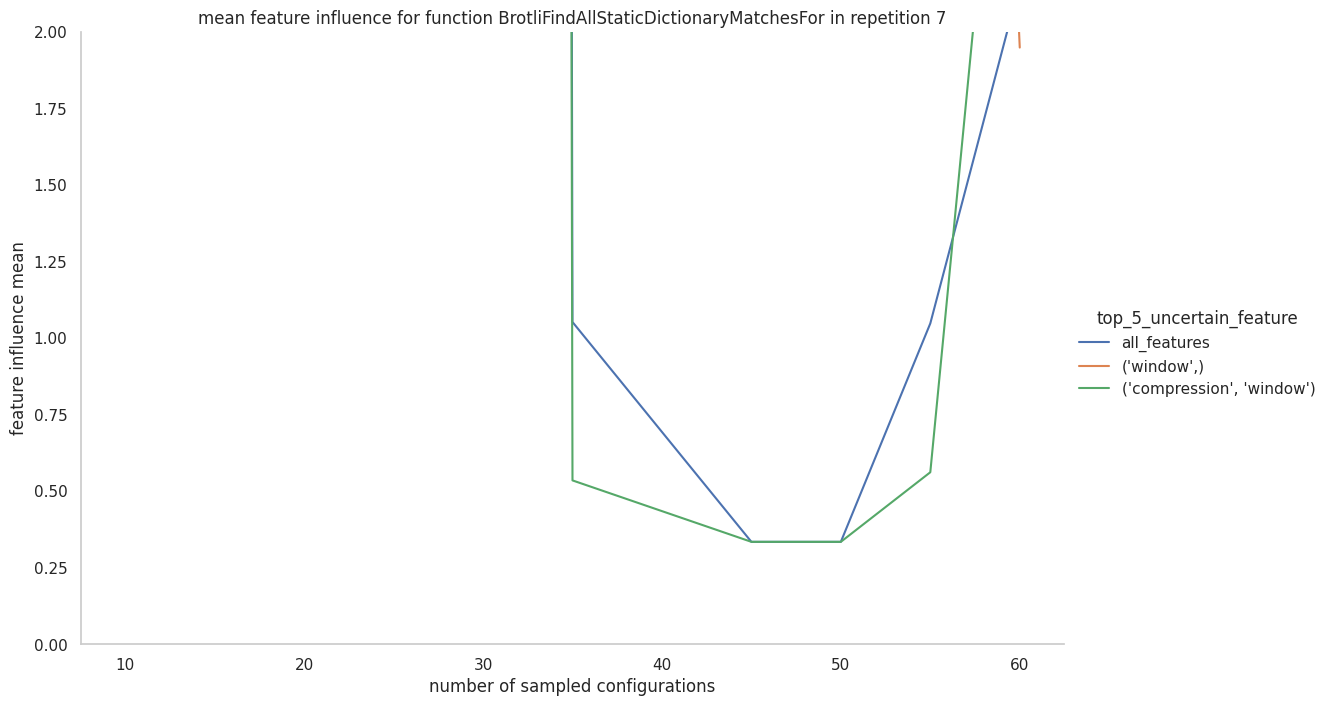 mean feature influence for function BrotliFindAllStaticDictionaryMatchesFor in repetition 7
2.00
1.75
1.50
1.25
1.00
0.75
0.50
0.25
0.00
feature influence mean
10 20 30 40 50 60
number of sampled configurations
top_5_uncertain_feature
all_features
('window',)
('compression', 'window')